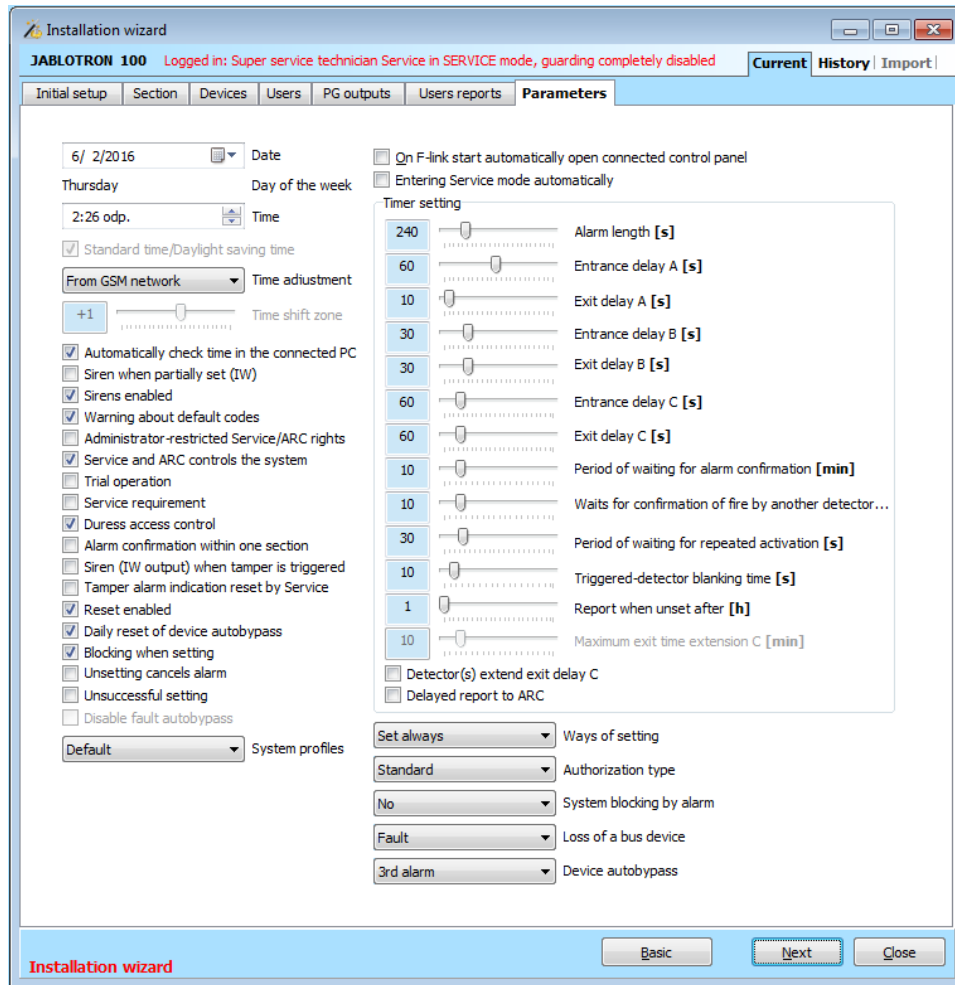 Installation wizard
JABLOTRON 100 Logged in: Super service technician Service in SERVICE mode, guarding completely disabled
Current History Import
Initial setup Section Devices Users PG outputs Users reports Parameters
6/ 2/2016 Date
Thursday Day of the week
2:26 odp. Time
Standard time/Daylight saving time
From GSM network Time adiustment
+1 Time shift zone
Automatically check time in the connected PC
Siren when partially set (IW)
Sirens enabled
Warning about default codes
Administrator-restricted Service/ARC rights
Service and ARC controls the system
Trial operation
Service requirement
Duress access control
Alarm confirmation within one section
Siren (IW output) when tamper is triggered
Tamper alarm indication reset by Service
Reset enabled
Daily reset of device autobypass
Blocking when setting
Unsetting cancels alarm
Unsuccessful setting
Disable fault autobypass
Default System profiles
On F-link start automatically open connected control panel
Entering Service mode automatically
Timer setting
240 Alarm length [s]
60 Entrance delay A [s]
10 Exit delay A [s]
30 Entrance delay B [s]
30 Exit delay B [s]
60 Entrance delay C [s]
60 Exit delay C [s]
10 Period of waiting for alarm confirmation [min]
10 Waits for confirmation of fire by another detector...
30 Period of waiting for repeated activation [s]
10 Triggered-detector blanking time [s]
1 Report when unset after [h]
10 Maximum exit time extension C [min]
Detector(s) extend exit delay C
Delayed report to ARC
Set always Ways of setting
Standard Authorization type
No System blocking by alarm
Fault Loss of a bus device
3rd alarm Device autobypass
Installation wizard
Basic Next Close